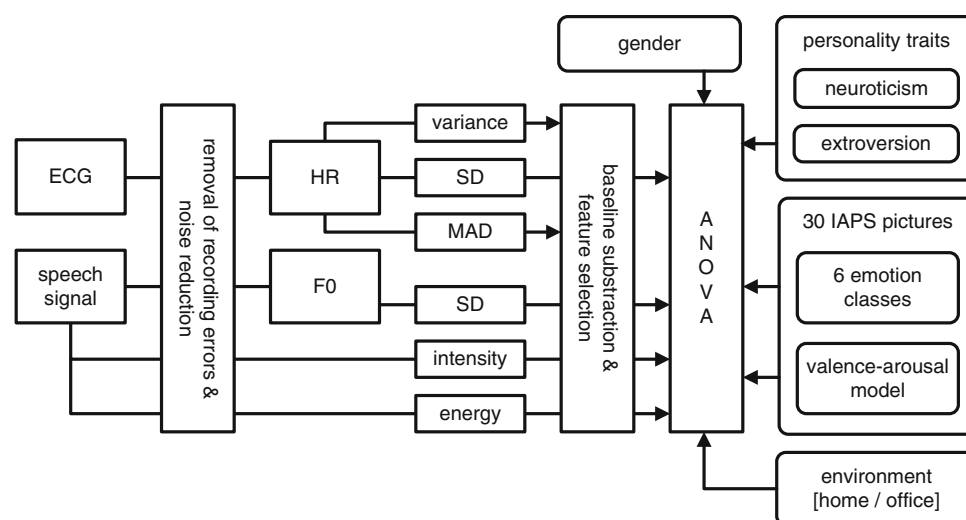 gender
personality traits
neuroticism
extroversion
ECG
speech
signal
removal of recording errors &
noise reduction
HR
F0
variance
SD
MAD
SD
intensity
energy
baseline substraction &
feature selection
A
N
O
V
A
30 IAPS pictures
6 emotion
classes
valence-arousal
model
environment
[home / office]